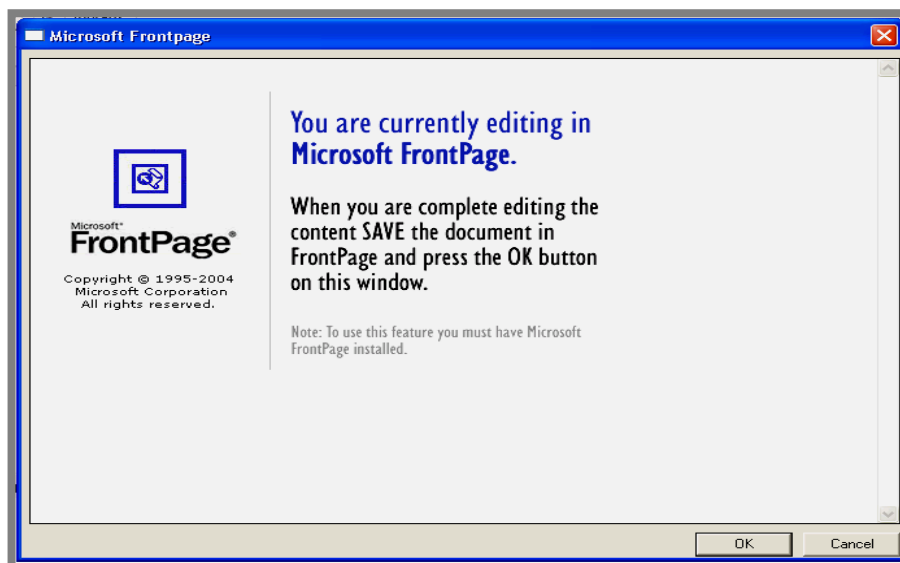 Microsoft Frontpage
You are currently editing in
Microsoft FrontPage.
When you are complete editing the
content SAVE the document in
FrontPage and press the OK button
on this window.
Note: To use this feature you must have Microsoft
FrontPage installed.
Microsoft®
FrontPage®
Copyright © 1995-2004
Microsoft Corporation
All rights reserved.
OK
Cancel